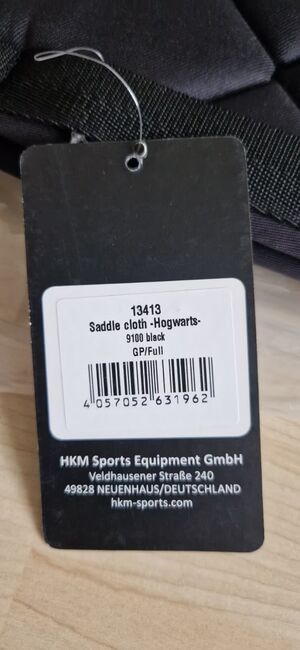 13413
Saddle cloth -Hogwarts-
9100 black
GP/Full
4 057052 631962
HKM Sports Equipment GmbH
Veldhausener Straße 240
49828 NEUENHAUS/DEUTSCHLAND
hkm-sports.com